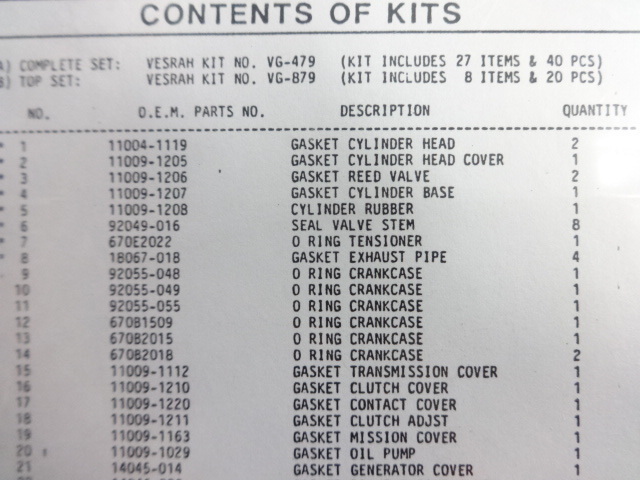 CONTENTS OF KITS
A) COMPLETE SET: VESRAH KIT NO. VG-479 (KIT INCLUDES 27 ITEMS & 40 PCS)
B) TOP SET: VESRAH KIT NO. VG-879 (KIT INCLUDES 8 ITEMS & 20 PCS)
NO. O.E.M. PARTS NO. DESCRIPTION QUANTITY
* 1 11004-1119 GASKET CYLINDER HEAD 2
* 2 11009-1205 GASKET CYLINDER HEAD COVER 1
* 3 11009-1206 GASKET REED VALVE 2
* 4 11009-1207 GASKET CYLINDER BASE 1
* 5 11009-1208 CYLINDER RUBBER 1
* 6 92049-016 SEAL VALVE STEM 8
* 7 670E2022 O RING TENSIONER 1
* 8 18067-018 GASKET EXHAUST PIPE 4
9 92055-048 O RING CRANKCASE 1
10 92055-049 O RING CRANKCASE 1
11 92055-055 O RING CRANKCASE 1
12 670B1509 O RING CRANKCASE 1
13 670B2015 O RING CRANKCASE 1
14 670B2018 O RING CRANKCASE 2
15 11009-1112 GASKET TRANSMISSION COVER 1
16 11009-1210 GASKET CLUTCH COVER 1
17 11009-1220 GASKET CONTACT COVER 1
18 11009-1211 GASKET CLUTCH ADJST 1
19 11009-1163 GASKET MISSION COVER 1
20 11009-1029 GASKET OIL PUMP 1
21 14045-014 GASKET GENERATOR COVER 1